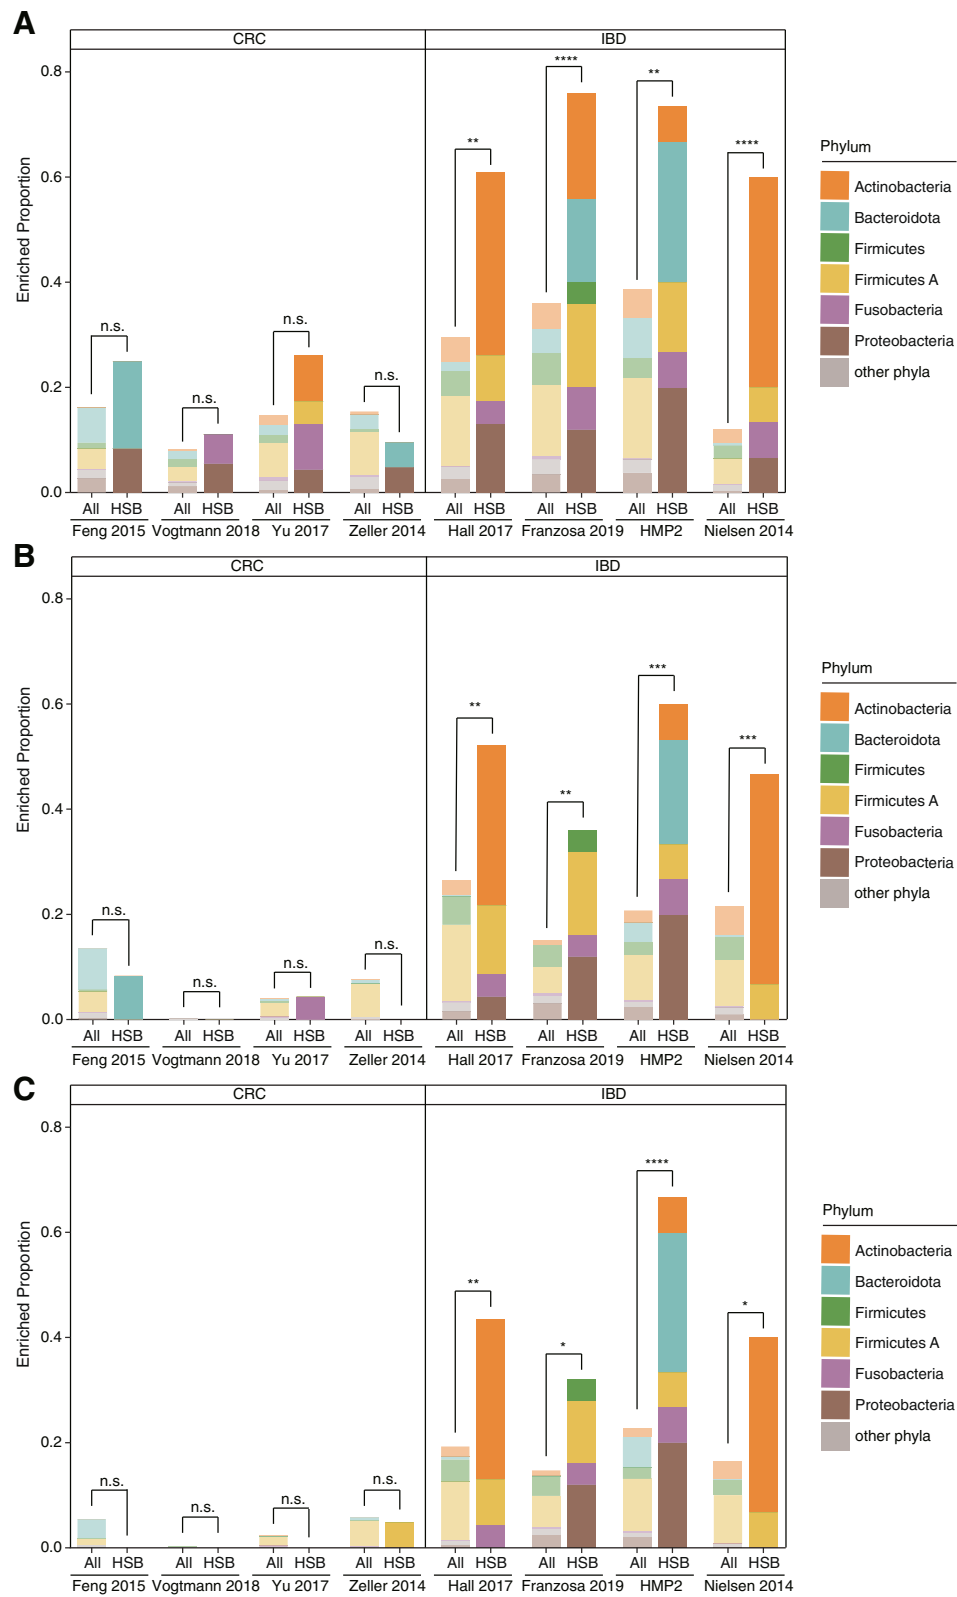 A
CRC IBD
Enriched Proportion
0.8
0.6
0.4
0.2
0.0
n.s. n.s. n.s. n.s. ** **** ** ****
All HSB All HSB All HSB All HSB All HSB All HSB All HSB All HSB
Feng 2015 Vogtmann 2018 Yu 2017 Zeller 2014 Hall 2017 Franzosa 2019 HMP2 Nielsen 2014
Phylum
Actinobacteria
Bacteroidota
Firmicutes
Firmicutes A
Fusobacteria
Proteobacteria
other phyla
B
CRC IBD
Enriched Proportion
0.8
0.6
0.4
0.2
0.0
n.s. n.s. n.s. n.s. ** ** *** ***
All HSB All HSB All HSB All HSB All HSB All HSB All HSB All HSB
Feng 2015 Vogtmann 2018 Yu 2017 Zeller 2014 Hall 2017 Franzosa 2019 HMP2 Nielsen 2014
Phylum
Actinobacteria
Bacteroidota
Firmicutes
Firmicutes A
Fusobacteria
Proteobacteria
other phyla
C
CRC IBD
Enriched Proportion
0.8
0.6
0.4
0.2
0.0
n.s. n.s. n.s. n.s. ** * **** *
All HSB All HSB All HSB All HSB All HSB All HSB All HSB All HSB
Feng 2015 Vogtmann 2018 Yu 2017 Zeller 2014 Hall 2017 Franzosa 2019 HMP2 Nielsen 2014
Phylum
Actinobacteria
Bacteroidota
Firmicutes
Firmicutes A
Fusobacteria
Proteobacteria
other phyla